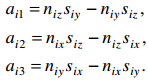 a_{i1} = n_{iz}s_{iy} − n_{iy}s_{iz},
a_{i2} = n_{ix}s_{iz} − n_{iz}s_{ix},
a_{i3} = n_{iy}s_{ix} − n_{ix}s_{iy}.